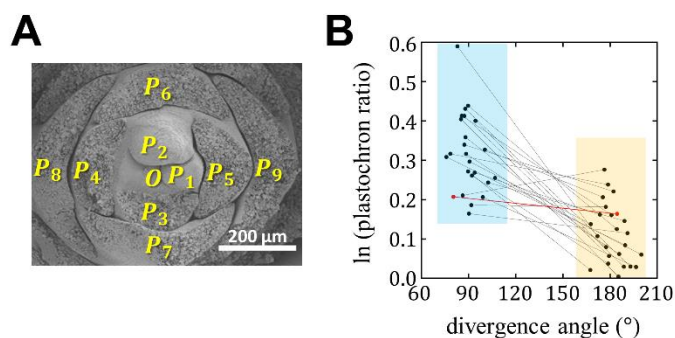 A
P6
P2
P8 P4 O P1 P5 P9
P3
P7
200 μm
B
ln (plastochron ratio)
0.6
0.5
0.4
0.3
0.2
0.1
0.0
60 90 120 150 180 210
divergence angle (°)